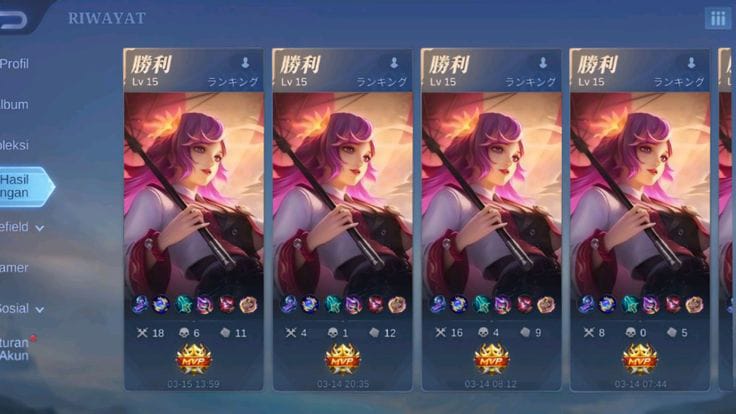 RIWAYAT
Profil
lbum
leksi
Hasil
ngan
efield
amer
Sosial
turan
Akun
勝利
Lv 15
ランキング
18 6 11
MVP
03-15 13:59
勝利
Lv 15
ランキング
4 1 12
MVP
03-14 20:35
勝利
Lv 15
ランキング
16 4 9
MVP
03-14 08:12
勝利
Lv 15
ランキング
8 0 5
MVP
03-14 07:44